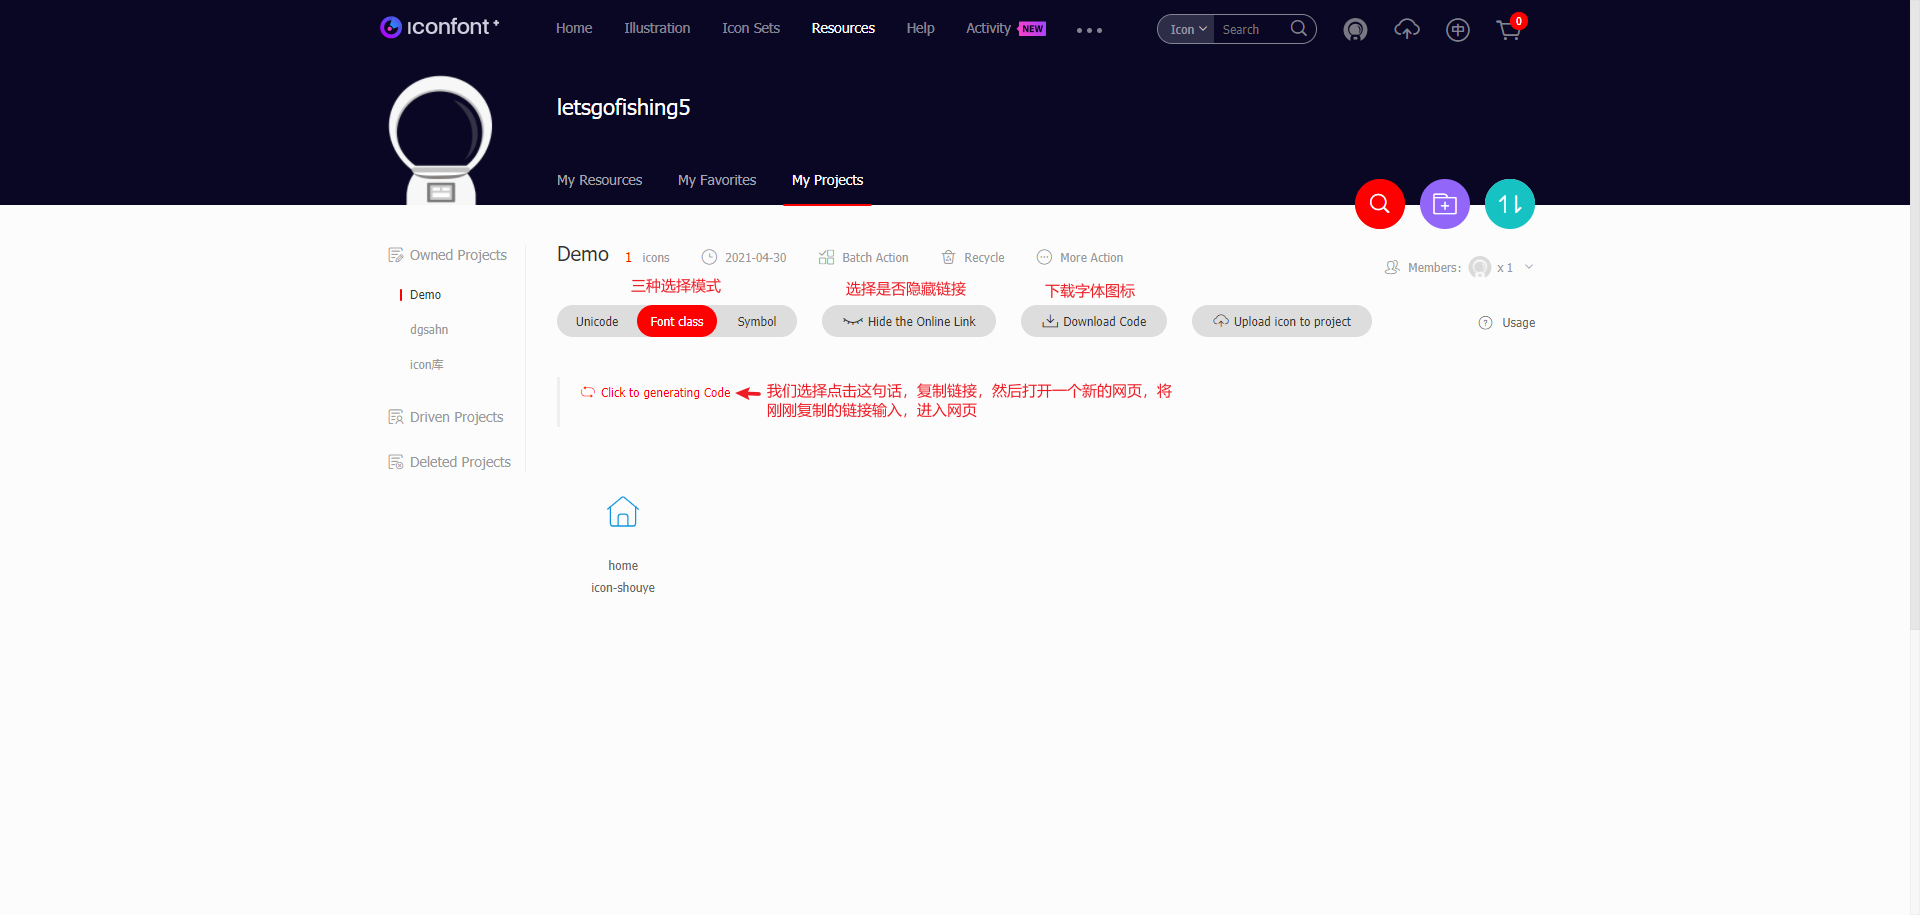 iconfont+
Home Illustration Icon Sets Resources Help Activity NEW
Icon Search 中 0
letsgofishing5
My Resources My Favorites My Projects
Owned Projects
Demo
dgsahn
icon库
Driven Projects
Deleted Projects
Demo 1 icons 2021-04-30 Batch Action Recycle More Action
Members: x 1
三种选择模式 选择是否隐藏链接 下载字体图标
Unicode Font class Symbol Hide the Online Link Download Code Upload icon to project
? Usage
Click to generating Code
我们选择点击这句话，复制链接，然后打开一个新的网页，将
刚刚复制的链接输入，进入网页
home
icon-shouye